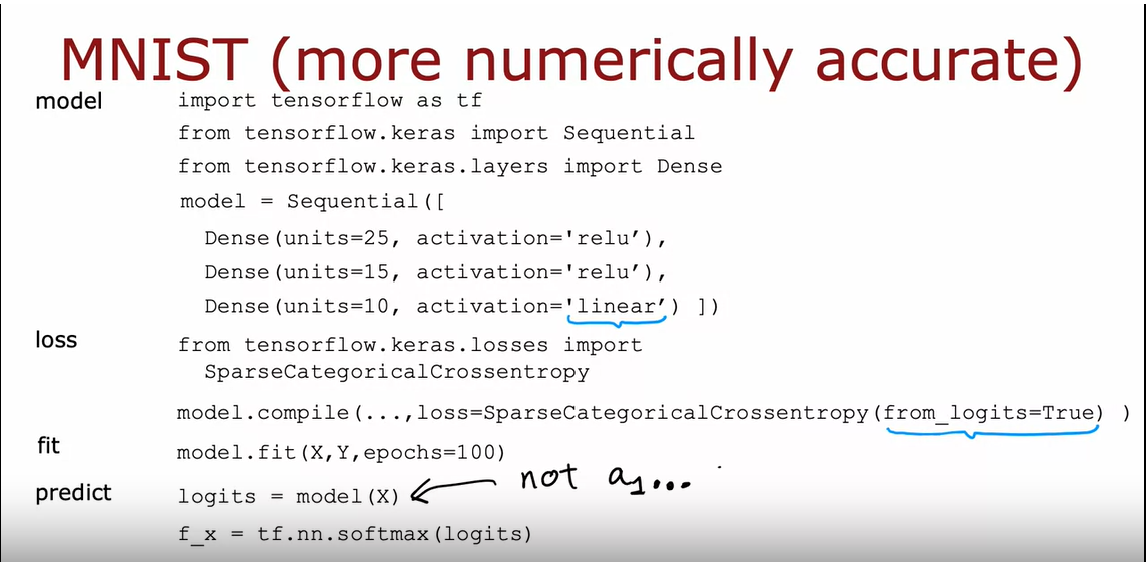 MNIST (more numerically accurate)
model import tensorflow as tf
from tensorflow.keras import Sequential
from tensorflow.keras.layers import Dense
model = Sequential([
Dense(units=25, activation='relu’),
Dense(units=15, activation='relu’),
Dense(units=10, activation='linear’) ])
loss from tensorflow.keras.losses import
SparseCategoricalCrossentropy
model.compile(...,loss=SparseCategoricalCrossentropy(from_logits=True) )
fit model.fit(X,Y,epochs=100)
predict logits = model(X) not a₁...
f_x = tf.nn.softmax(logits)